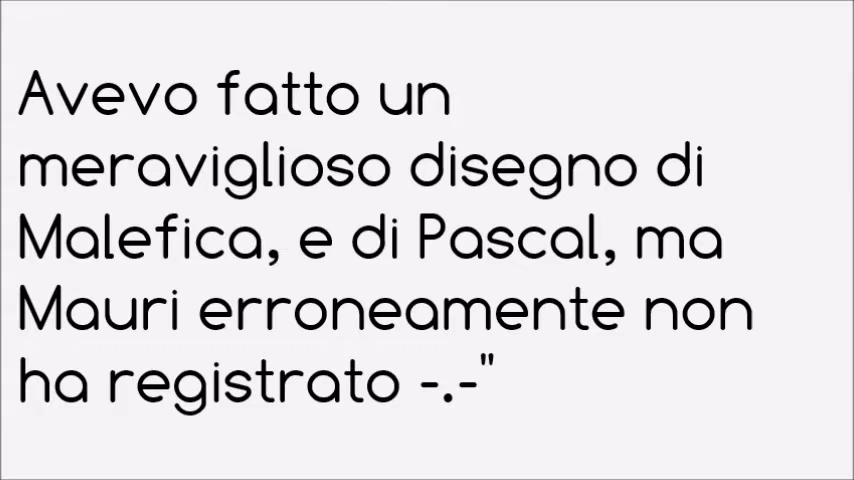 Avevo fatto un
meraviglioso disegno di
Malefica, e di Pascal, ma
Mauri erroneamente non
ha registrato -.-"